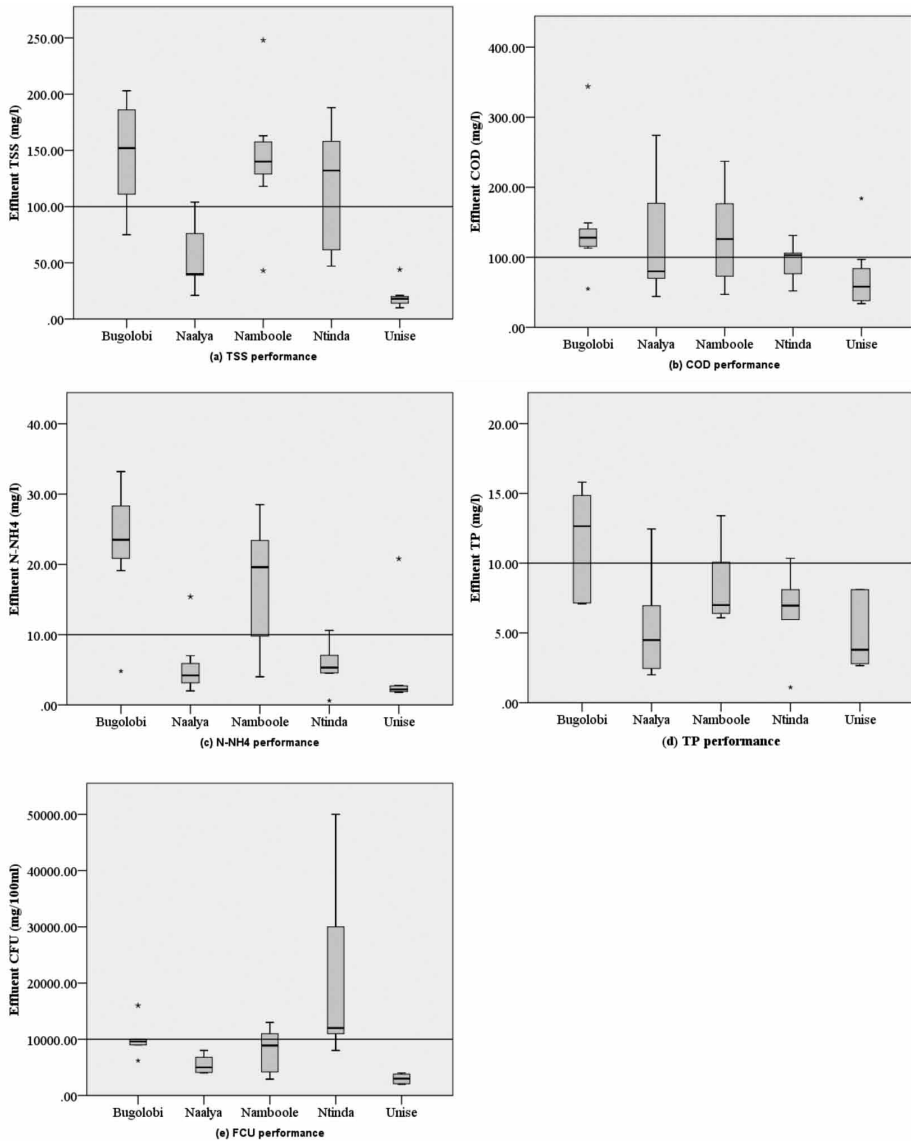 250.00
200.00
150.00
100.00
50.00
.00
Effluent TSS (mg/l)
Bugolobi Naalya Namboole Ntinda Unise
(a) TSS performance
400.00
300.00
200.00
100.00
.00
Effluent COD (mg/l)
Bugolobi Naalya Namboole Ntinda Unise
(b) COD performance
40.00
30.00
20.00
10.00
.00
Effluent N-NH4 (mg/l)
Bugolobi Naalya Namboole Ntinda Unise
(c) N-NH4 performance
20.00
15.00
10.00
5.00
.00
Effluent TP (mg/l)
Bugolobi Naalya Namboole Ntinda Unise
(d) TP performance
50000.00
40000.00
30000.00
20000.00
10000.00
.00
Effluent CFU (mg/100ml)
Bugolobi Naalya Namboole Ntinda Unise
(e) FCU performance